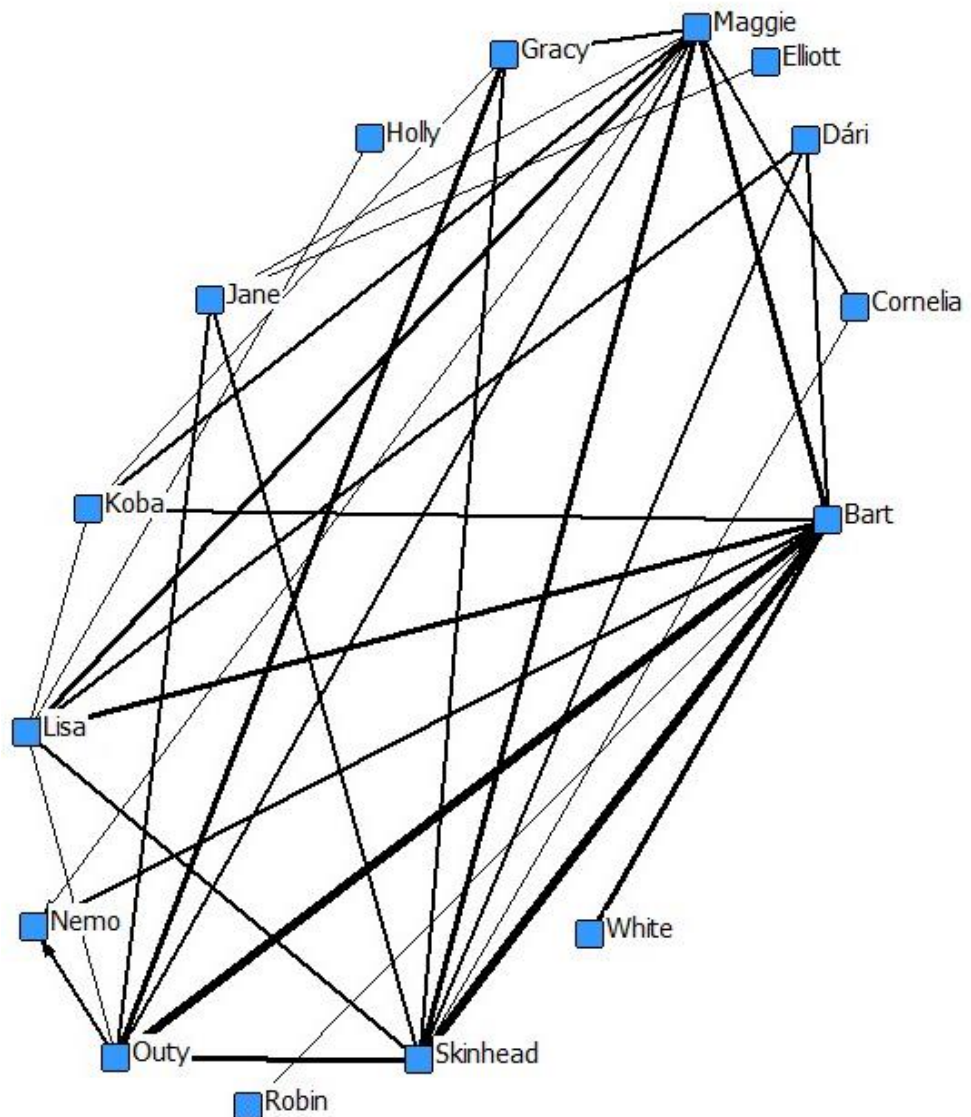 Maggie
Gracy
Elliott
Holly
Dári
Jane
Cornelia
Koba
Bart
Lisa
Nemo
White
Outy
Skinhead
Robin